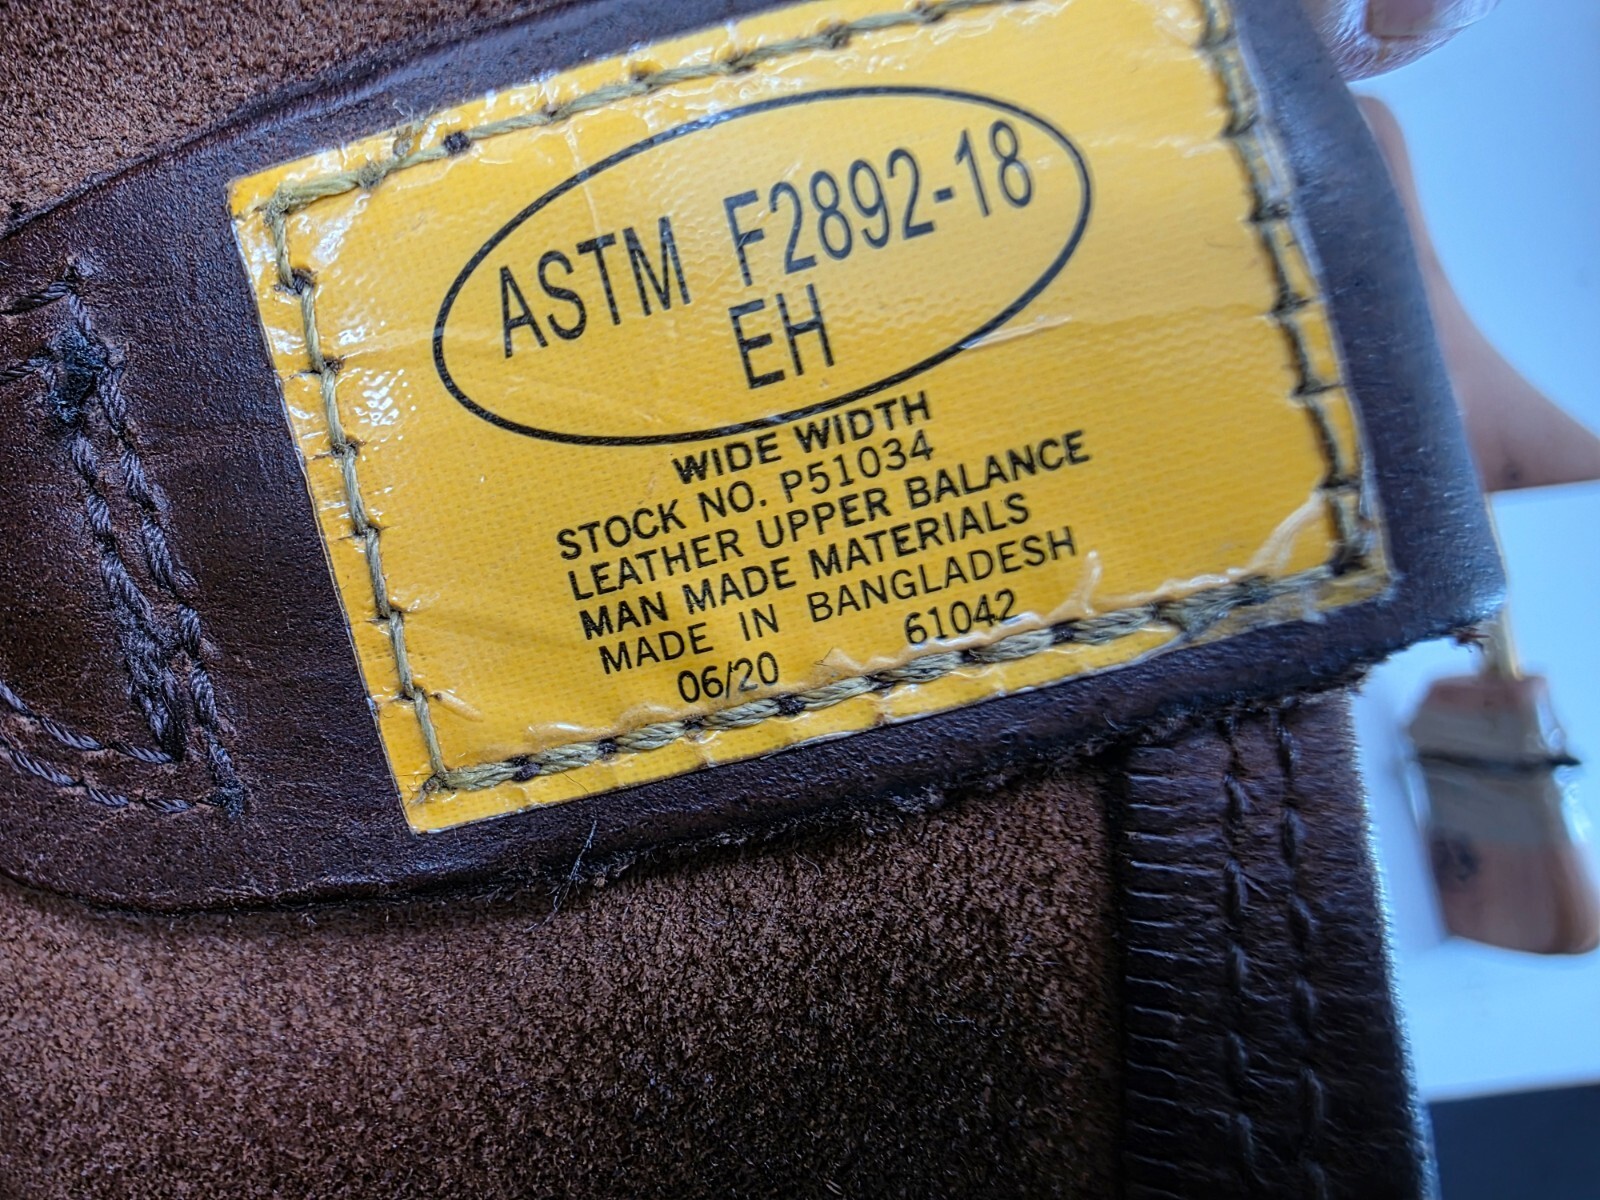 ASTM F2892-18
EH
WIDE WIDTH
STOCK NO. P51034
LEATHER UPPER BALANCE
MAN MADE MATERIALS
MADE IN BANGLADESH
06/20 61042